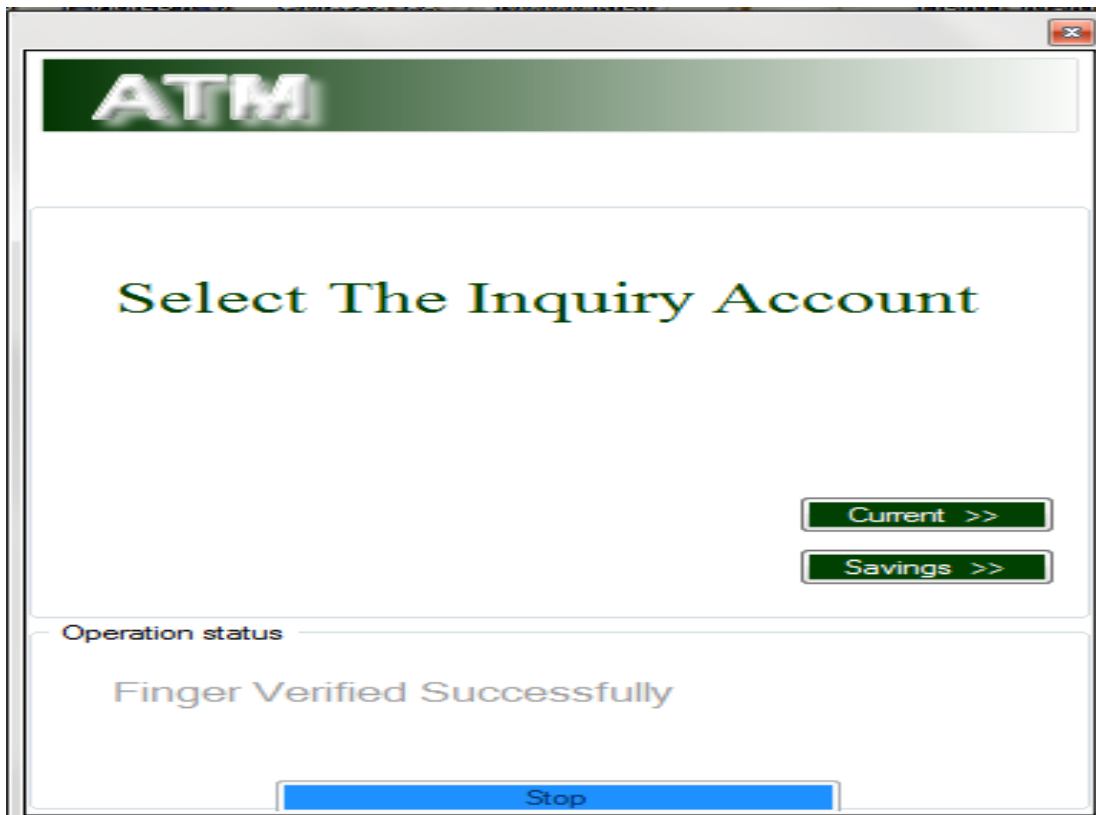 ATM
Select The Inquiry Account
Current >>
Savings >>
Operation status
Finger Verified Successfully
Stop